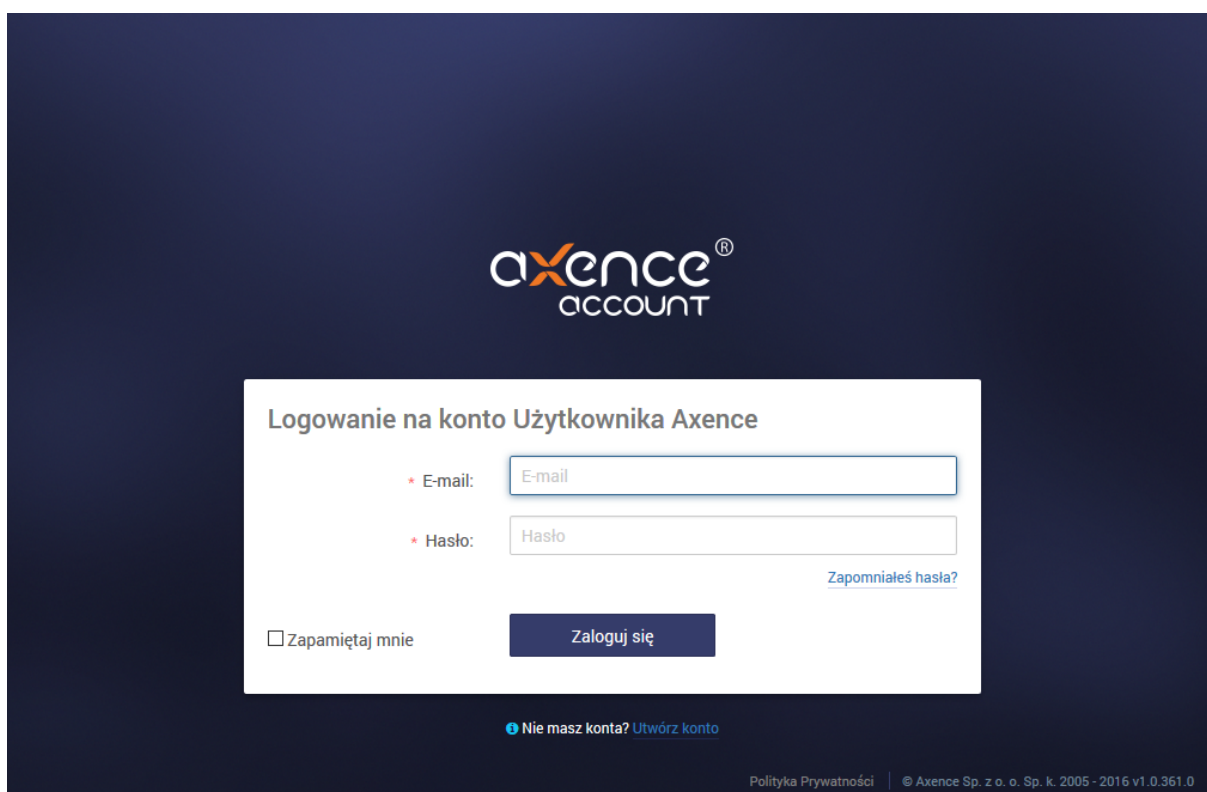 axence®
account
Logowanie na konto Użytkownika Axence
* E-mail:
E-mail
* Hasło:
Hasło
Zapomniałeś hasła?
Zapamiętaj mnie
Zaloguj się
Nie masz konta? Utwórz konto
Polityka Prywatności | © Axence Sp. z o. o. Sp. k. 2005 - 2016 v1.0.361.0